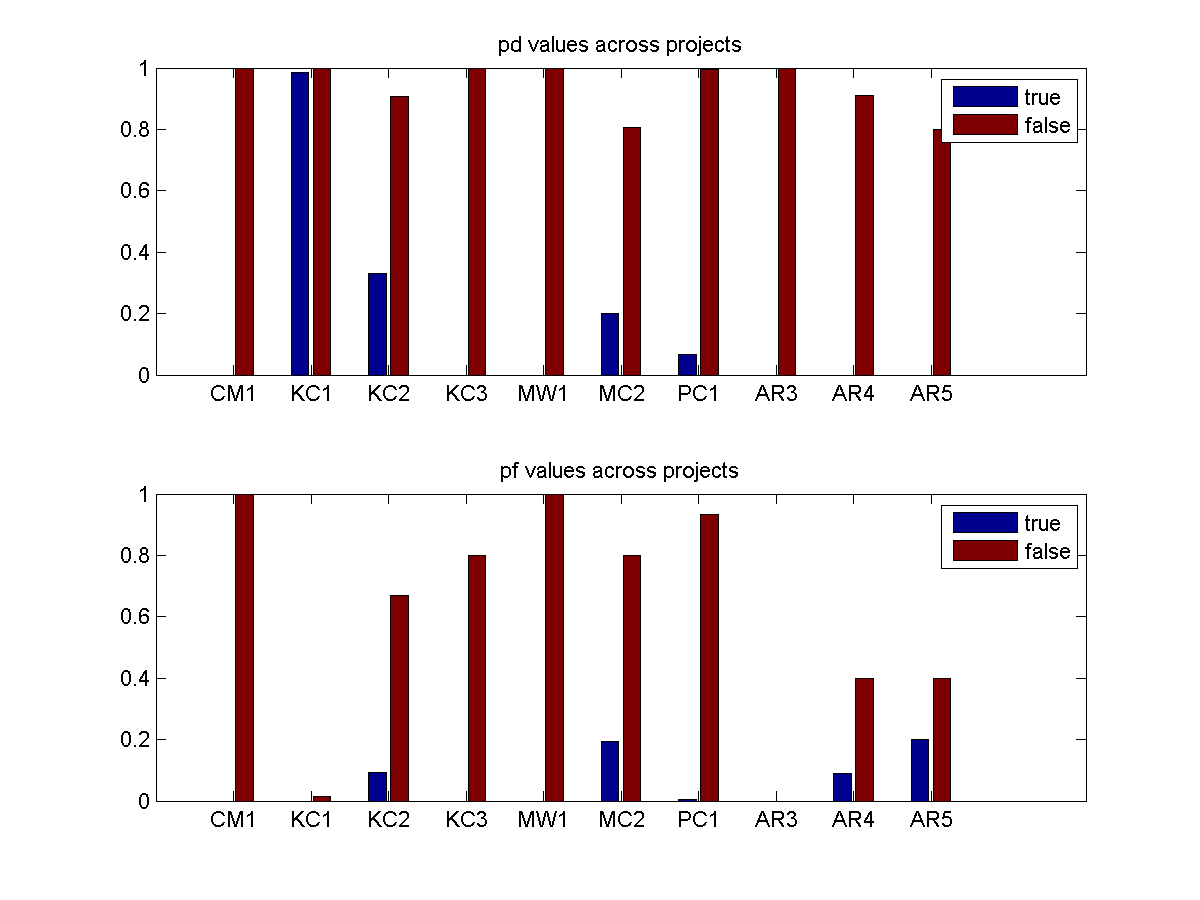 pd values across projects
1
0.8
0.6
0.4
0.2
0
true
false
CM1 KC1 KC2 KC3 MW1 MC2 PC1 AR3 AR4 AR5
pf values across projects
1
0.8
0.6
0.4
0.2
0
true
false
CM1 KC1 KC2 KC3 MW1 MC2 PC1 AR3 AR4 AR5